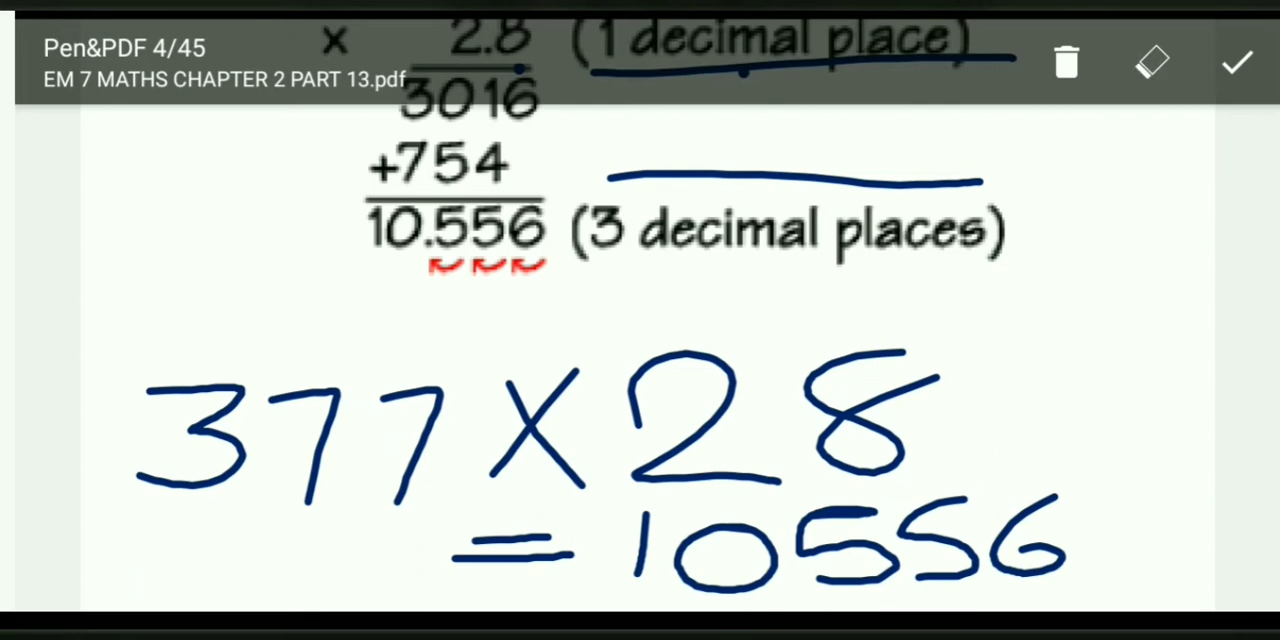 Pen&PDF 4/45
EM 7 MATHS CHAPTER 2 PART 13.pdf
x 2.8 (1 decimal place)
3016
+754
10.556 (3 decimal places)
377 X 28
= 10556